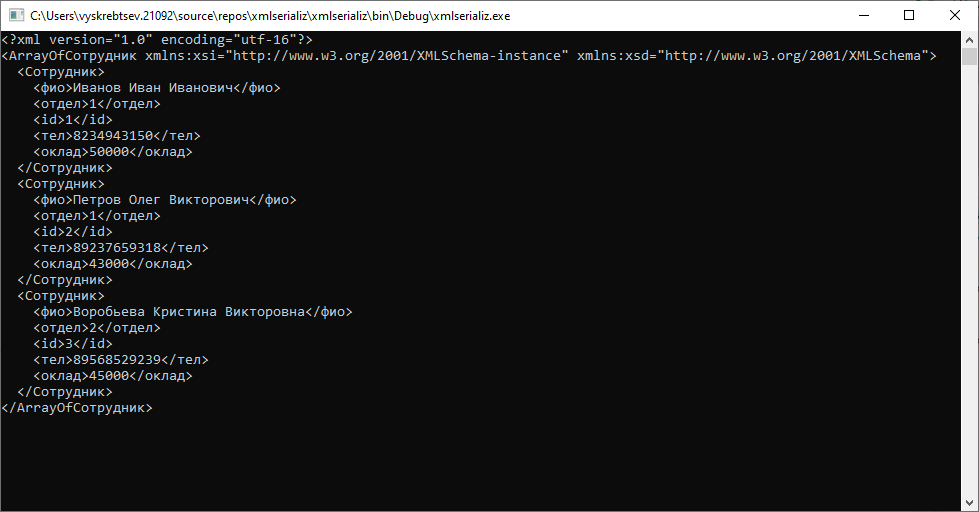 C:\Users\vyskrebtsev.21092\source\repos\xmlserializ\xmlserializ\bin\Debug\xmlserializ.exe
<?xml version="1.0" encoding="utf-16"?>
<ArrayOfСотрудник xmlns:xsi="http://www.w3.org/2001/XMLSchema-instance" xmlns:xsd="http://www.w3.org/2001/XMLSchema">
  <Сотрудник>
    <фио>Иванов Иван Иванович</фио>
    <отдел>1</отдел>
    <id>1</id>
    <тел>8234943150</тел>
    <оклад>50000</оклад>
  </Сотрудник>
  <Сотрудник>
    <фио>Петров Олег Викторович</фио>
    <отдел>1</отдел>
    <id>2</id>
    <тел>89237659318</тел>
    <оклад>43000</оклад>
  </Сотрудник>
  <Сотрудник>
    <фио>Воробьева Кристина Викторовна</фио>
    <отдел>2</отдел>
    <id>3</id>
    <тел>89568529239</тел>
    <оклад>45000</оклад>
  </Сотрудник>
</ArrayOfСотрудник>